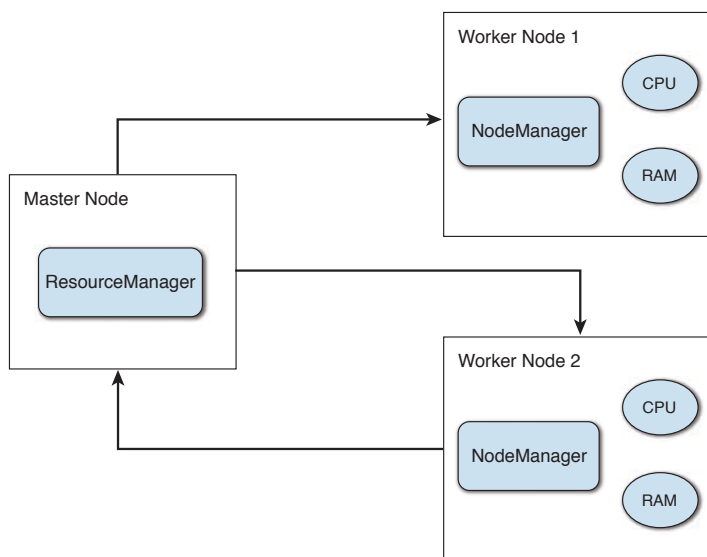 Worker Node 1
CPU
NodeManager
RAM
Master Node
ResourceManager
Worker Node 2
CPU
NodeManager
RAM